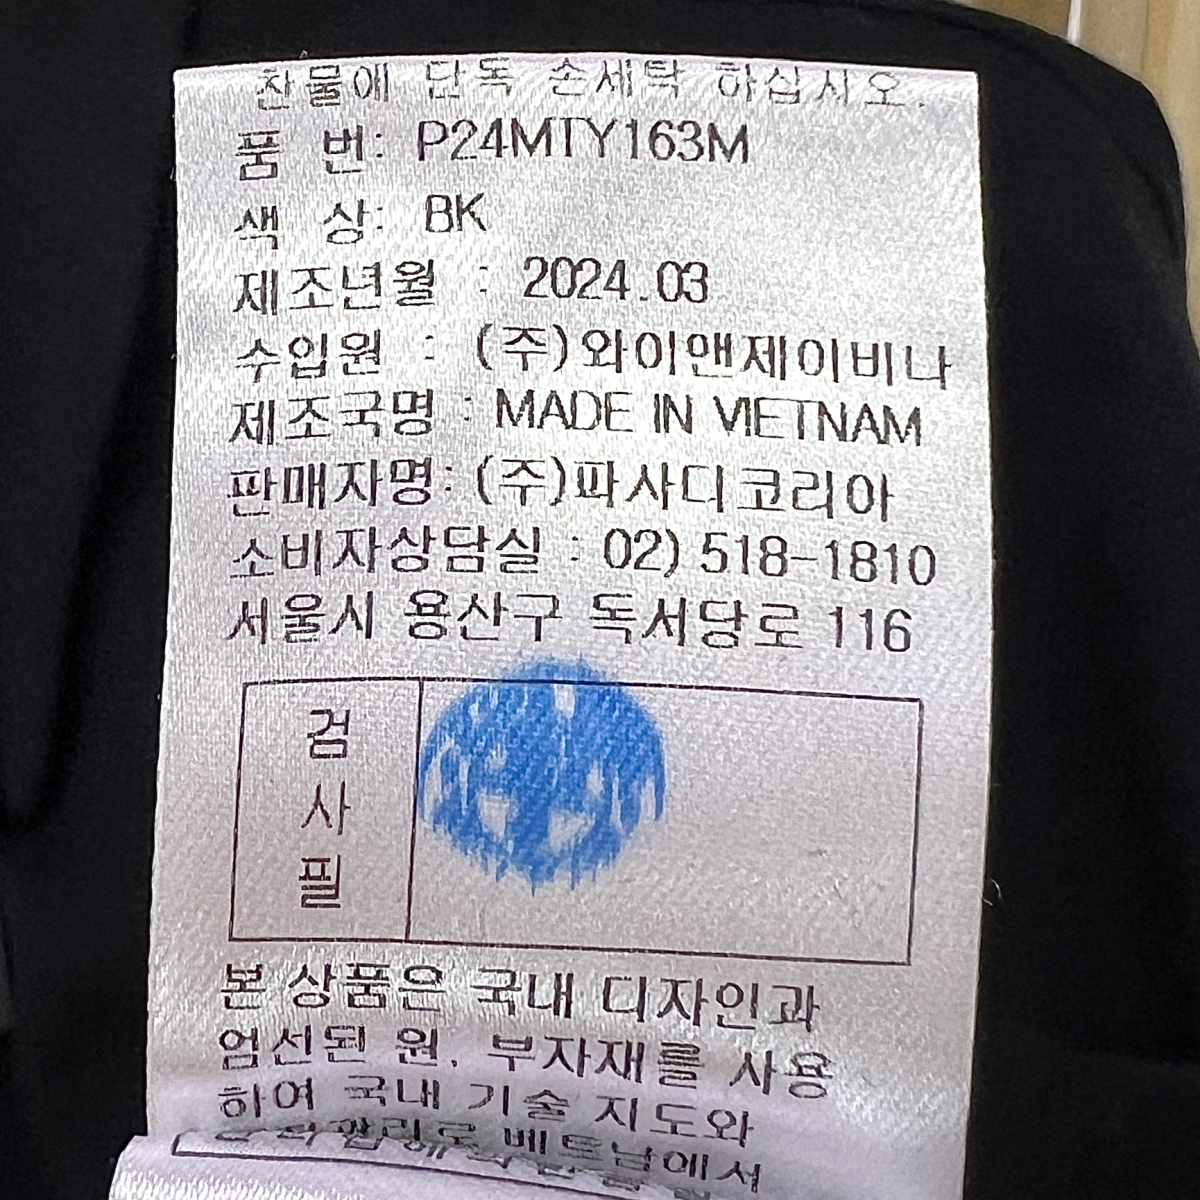 찬물에 단독 손세탁 하십시오.
품 번: P24MTY163M
색 상: BK
제조년월 : 2024.03
수입원 : (주)와이앤제이비나
제조국명 : MADE IN VIETNAM
판매자명: (주)파사디코리아
소비자상담실 : 02) 518-1810
서울시 용산구 독서당로 116
검
사
필
본 상품은 국내 디자인과
엄선된 원, 부자재를 사용
하여 국내 기술 지도와
베트남에서